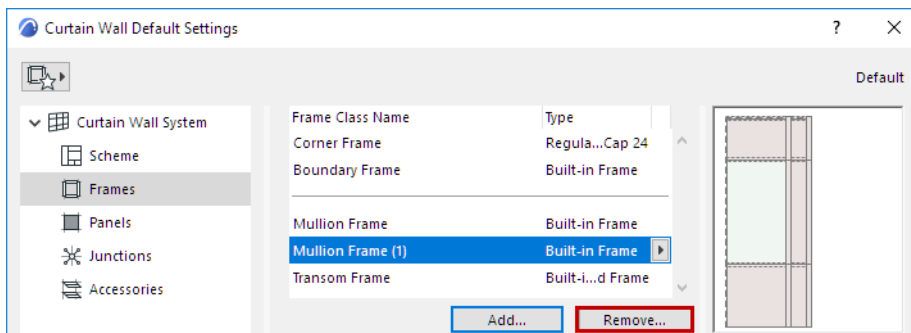 Curtain Wall Default Settings
?
Default
Curtain Wall System
Scheme
Frames
Panels
Junctions
Accessories
Frame Class Name Type
Corner Frame Regula...Cap 24
Boundary Frame Built-in Frame
Mullion Frame Built-in Frame
Mullion Frame (1) Built-in Frame
Transom Frame Built-i...d Frame
Add... Remove...